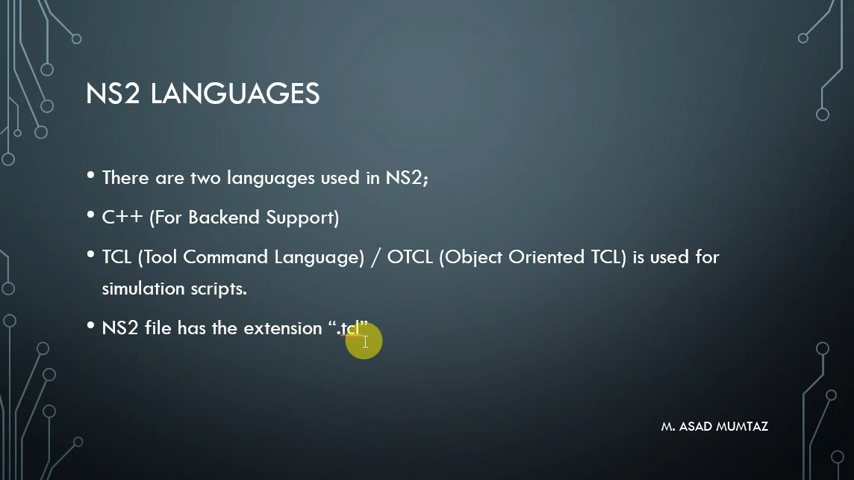 NS2 LANGUAGES
• There are two languages used in NS2;
• C++ (For Backend Support)
• TCL (Tool Command Language) / OTCL (Object Oriented TCL) is used for
simulation scripts.
• NS2 file has the extension “.tcl”
M. ASAD MUMTAZ